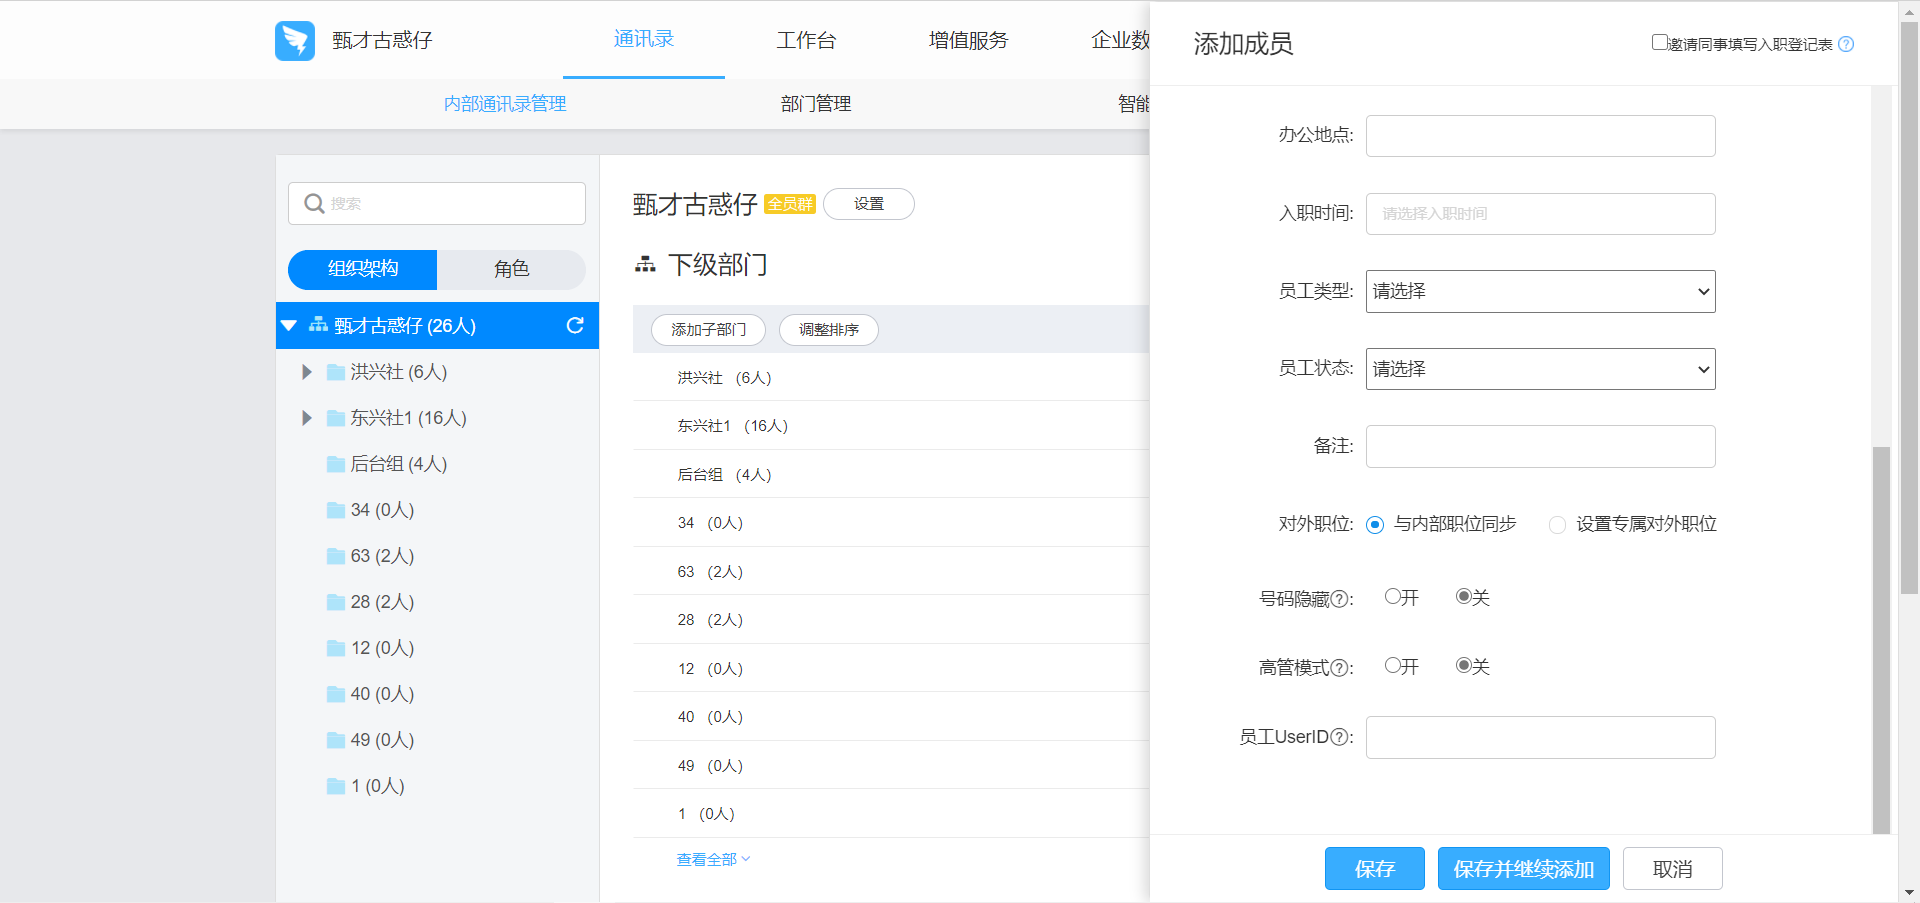 甄才古惑仔
通讯录
工作台
增值服务
企业数
内部通讯录管理
部门管理
智能
搜索
组织架构
角色
甄才古惑仔 (26人)
洪兴社 (6人)
东兴社1 (16人)
后台组 (4人)
34 (0人)
63 (2人)
28 (2人)
12 (0人)
40 (0人)
49 (0人)
1 (0人)
甄才古惑仔 全员群 设置
下级部门
添加子部门 调整排序
洪兴社 (6人)
东兴社1 (16人)
后台组 (4人)
34 (0人)
63 (2人)
28 (2人)
12 (0人)
40 (0人)
49 (0人)
1 (0人)
查看全部
添加成员
邀请同事填写入职登记表 ?
办公地点:
入职时间: 请选择入职时间
员工类型: 请选择
员工状态: 请选择
备注:
对外职位: 与内部职位同步 设置专属对外职位
号码隐藏?: 开 关
高管模式?: 开 关
员工UserID?:
保存 保存并继续添加 取消